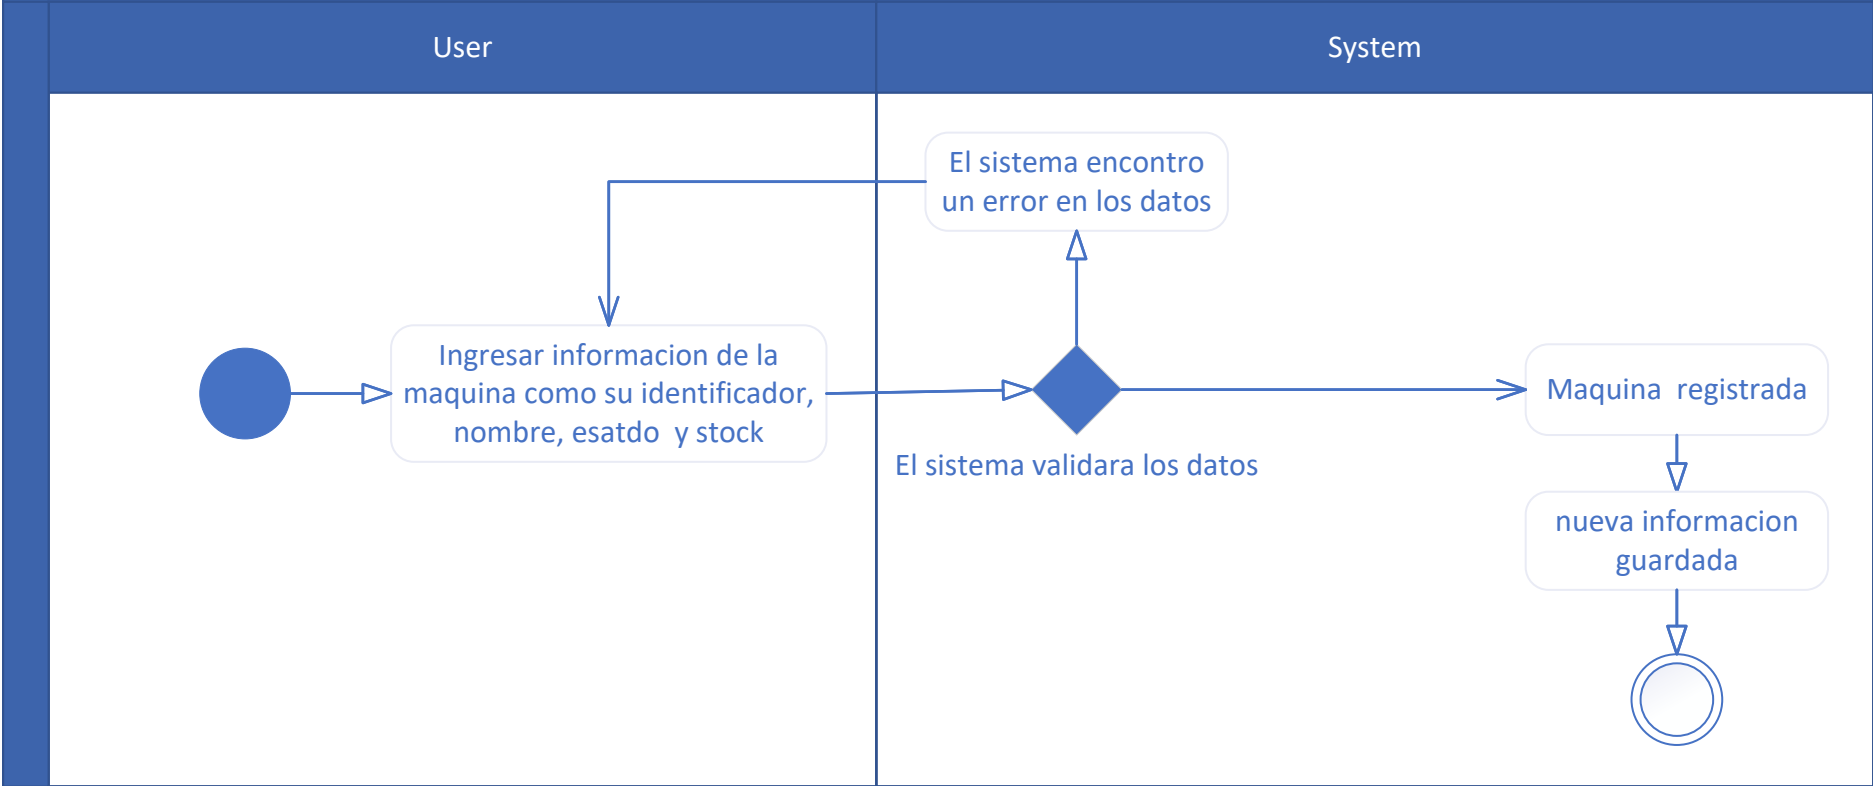 User
System
El sistema encontro
un error en los datos
Ingresar informacion de la
maquina como su identificador,
nombre, esatdo  y stock
Maquina  registrada
El sistema validara los datos
nueva informacion
guardada